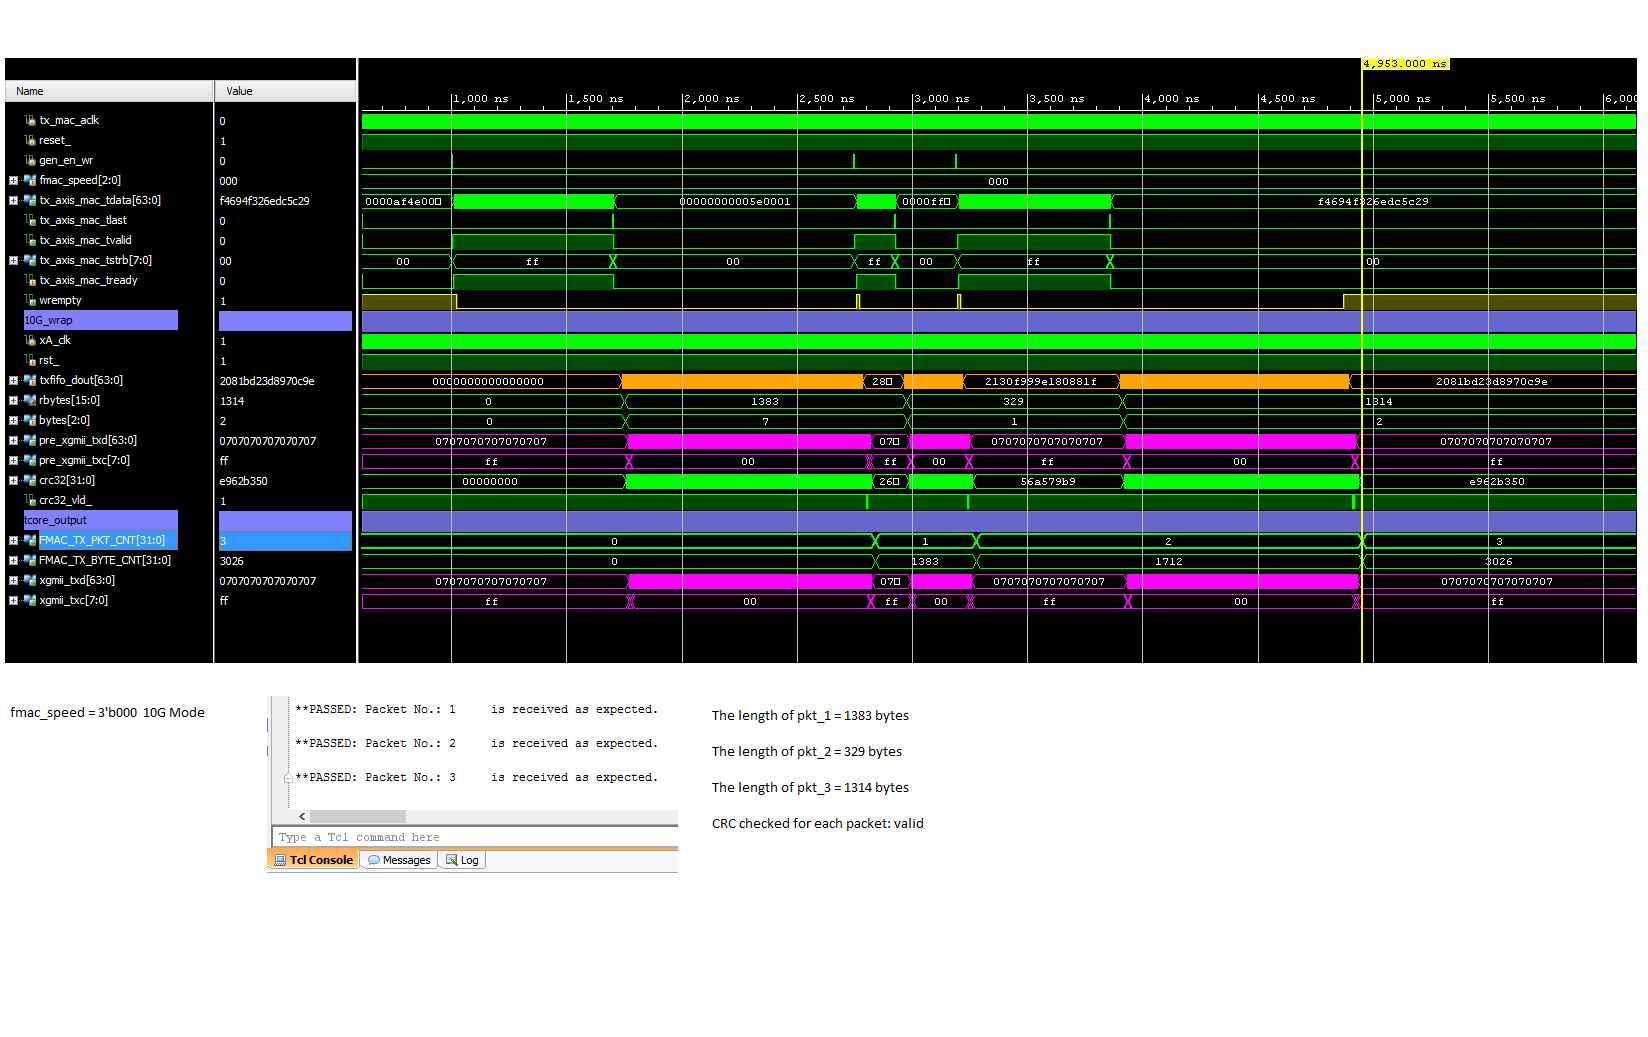 4,953.000 ns
Name Value
1,000 ns 1,500 ns 2,000 ns 2,500 ns 3,000 ns 3,500 ns 4,000 ns 4,500 ns 5,000 ns 5,500 ns 6,000
tx_mac_aclk 0
reset_ 1
gen_en_wr 0
fmac_speed[2:0] 000 000
tx_axis_mac_tdata[63:0] f4694f326edc5c29 0000af4e00 00000000005e0001 0000ff f4694f326edc5c29
tx_axis_mac_tlast 0
tx_axis_mac_tvalid 0
tx_axis_mac_tstrb[7:0] 00 00 ff 00 ff 00 ff 00
tx_axis_mac_tready 0
wrempty 1
10G_wrap
xA_clk 1
rst_ 1
txfifo_dout[63:0] 2081bd23d8970c9e 0000000000000000 28 2130f999e180881f 2081bd23d8970c9e
rbytes[15:0] 1314 0 1383 329 1314
bytes[2:0] 2 0 7 1 2
pre_xgmii_txd[63:0] 0707070707070707 0707070707070707 07 0707070707070707 0707070707070707
pre_xgmii_txc[7:0] ff ff 00 ff 00 ff 00 ff
crc32[31:0] e962b350 00000000 26 56a579b9 e962b350
crc32_vld_ 1
tcore_output
FMAC_TX_PKT_CNT[31:0] 3 0 1 2 3
FMAC_TX_BYTE_CNT[31:0] 3026 0 1383 1712 3026
xgmii_txd[63:0] 0707070707070707 0707070707070707 07 0707070707070707 0707070707070707
xgmii_txc[7:0] ff ff 00 ff 00 ff 00 ff
fmac_speed = 3'b000 10G Mode
**PASSED: Packet No.: 1 is received as expected.
**PASSED: Packet No.: 2 is received as expected.
**PASSED: Packet No.: 3 is received as expected.
Type a Tcl command here
Tcl Console Messages Log
The length of pkt_1 = 1383 bytes
The length of pkt_2 = 329 bytes
The length of pkt_3 = 1314 bytes
CRC checked for each packet: valid